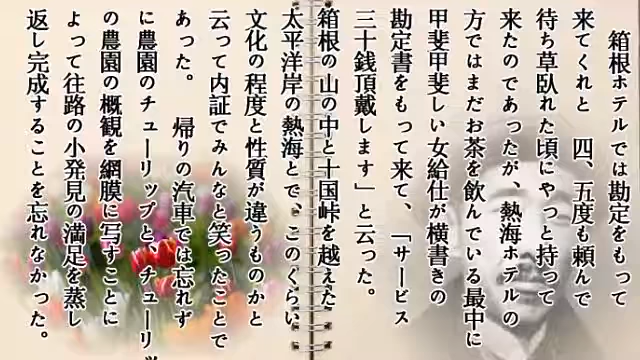 箱根ホテルでは勘定をもって
来てくれと　四、五度も頼んで
待ち草臥れた頃にやっと持って
来たのであったが、熱海ホテルの
方ではまだお茶を飲んでいる最中に
甲斐甲斐しい女給仕が横書きの
勘定書をもって来て、「サービス
三十銭頂戴します」と云った。
箱根の山の中と十国峠を越えた
太平洋岸の熱海とで、このくらい
文化の程度と性質が違うものかと
云って内証でみんなと笑ったことで
あった。　帰りの汽車では忘れず
に農園のチューリップと、チューリッ
の農園の概観を網膜に写すことに
よって往路の小発見の満足を蒸し
返し完成することを忘れなかった。